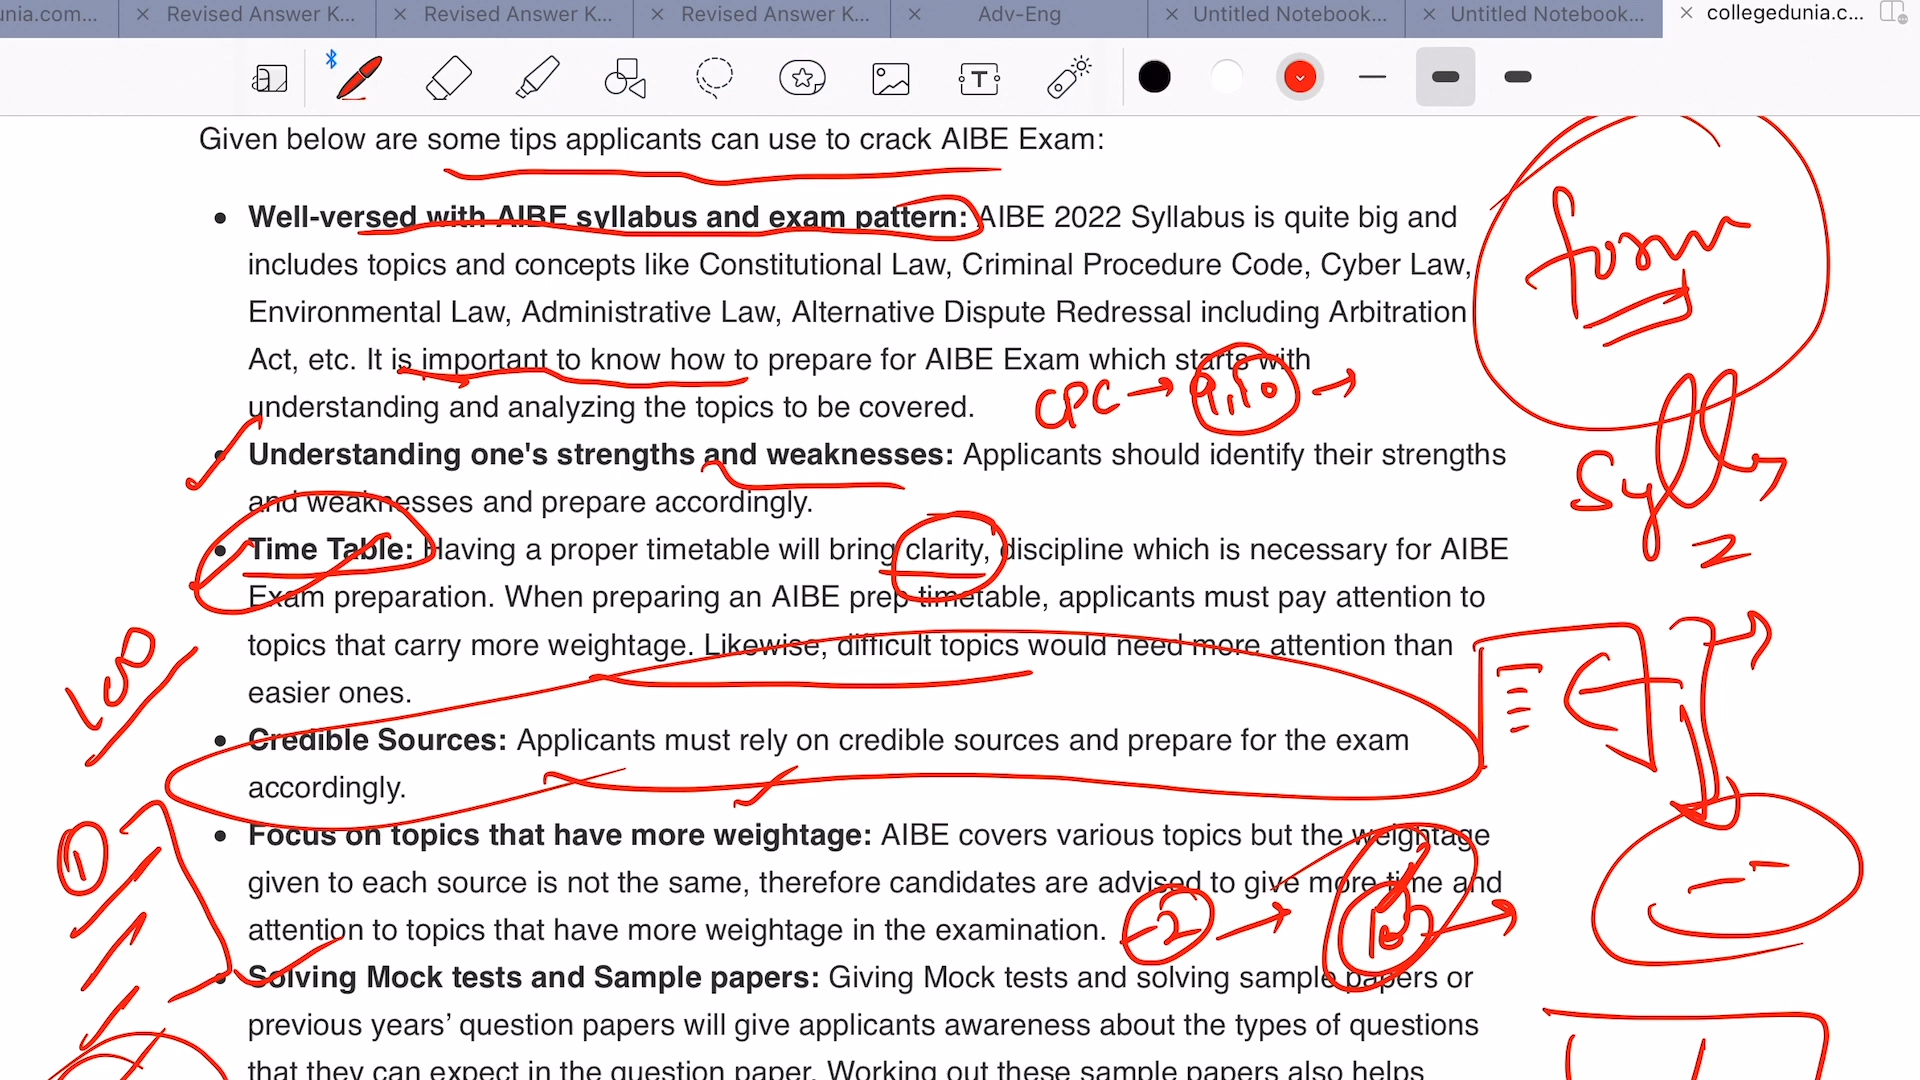 unia.com...
Revised Answer K...
Revised Answer K...
Revised Answer K...
Adv-Eng
Untitled Notebook...
Untitled Notebook...
collegedunia.c...
Given below are some tips applicants can use to crack AIBE Exam:
• Well-versed with AIBE syllabus and exam pattern: AIBE 2022 Syllabus is quite big and
includes topics and concepts like Constitutional Law, Criminal Procedure Code, Cyber Law,
Environmental Law, Administrative Law, Alternative Dispute Redressal including Arbitration
Act, etc. It is important to know how to prepare for AIBE Exam which starts with
understanding and analyzing the topics to be covered.
form
CPC → 9,10 →
• Understanding one's strengths and weaknesses: Applicants should identify their strengths
and weaknesses and prepare accordingly.
Syll
• Time Table: Having a proper timetable will bring clarity, discipline which is necessary for AIBE
Exam preparation. When preparing an AIBE prep timetable, applicants must pay attention to
topics that carry more weightage. Likewise, difficult topics would need more attention than
easier ones.
100
• Credible Sources: Applicants must rely on credible sources and prepare for the exam
accordingly.
1
• Focus on topics that have more weightage: AIBE covers various topics but the weightage
given to each source is not the same, therefore candidates are advised to give more time and
attention to topics that have more weightage in the examination.
-2 →
• Solving Mock tests and Sample papers: Giving Mock tests and solving sample papers or
previous years’ question papers will give applicants awareness about the types of questions
that they can expect in the question paper. Working out these sample papers also helps